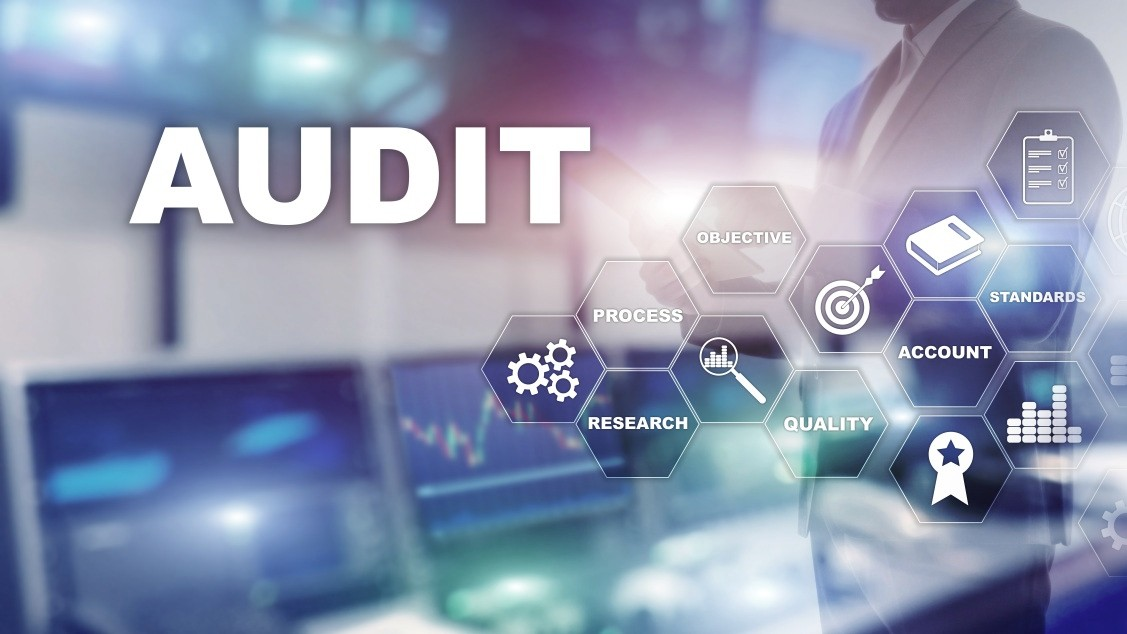 AUDIT
OBJECTIVE
STANDARDS
PROCESS
ACCOUNT
RESEARCH
QUALITY